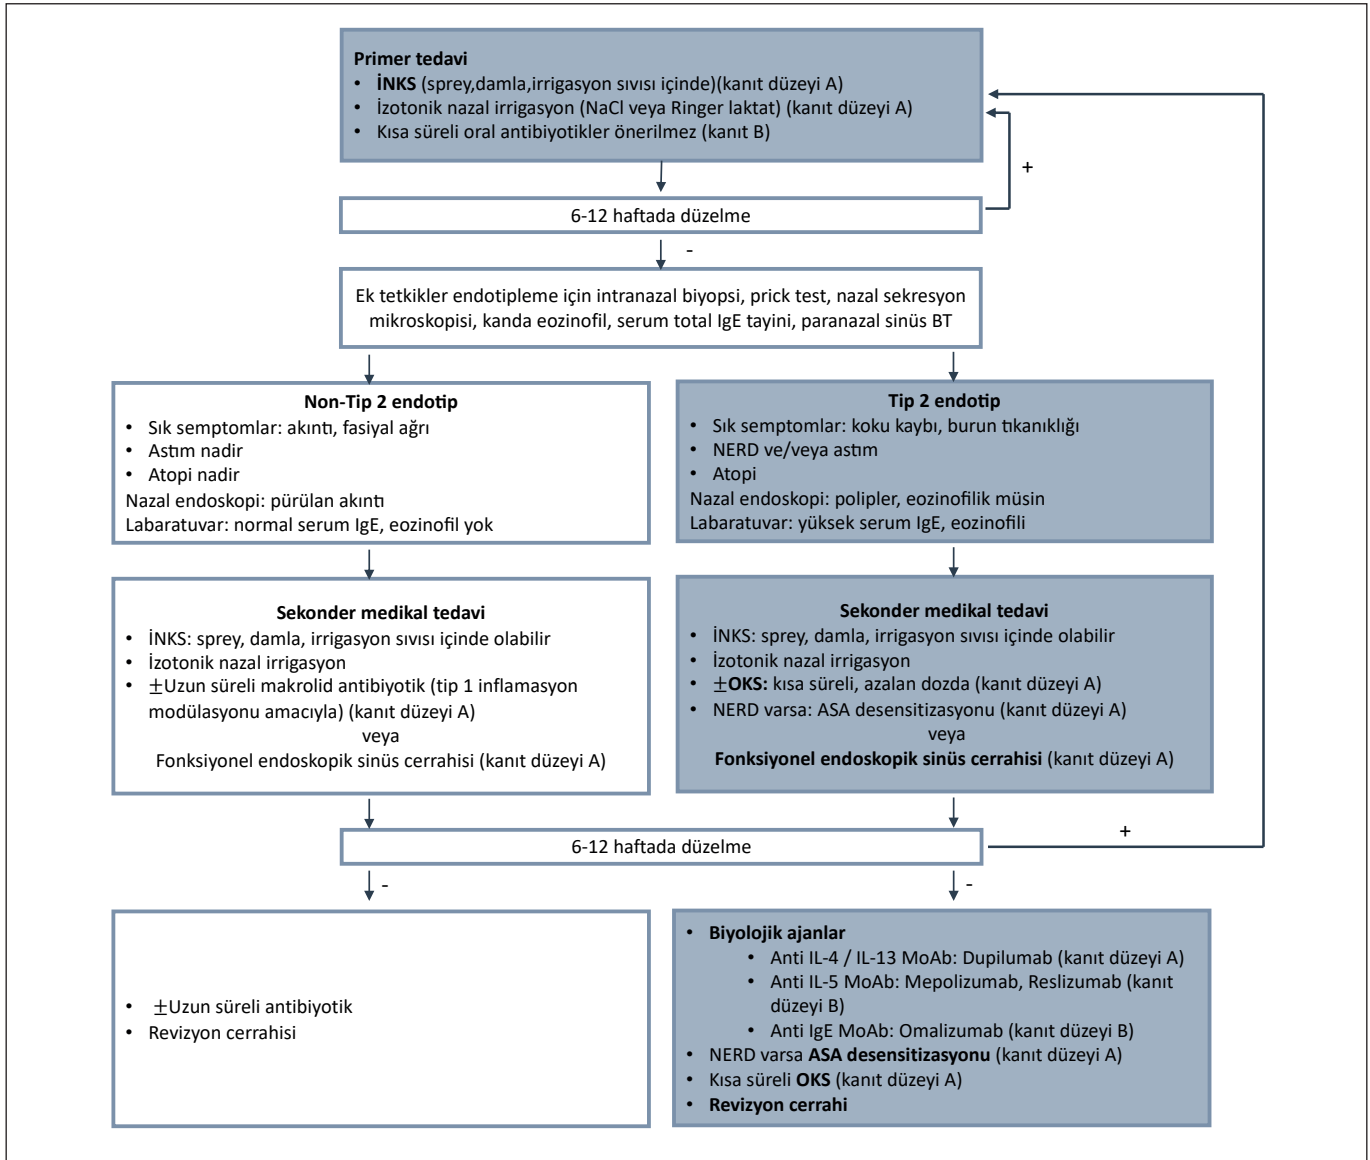 Primer tedavi
• İNKS (sprey,damla,irrigasyon sıvısı içinde)(kanıt düzeyi A)
• İzotonik nazal irrigasyon (NaCl veya Ringer laktat) (kanıt düzeyi A)
• Kısa süreli oral antibiyotikler önerilmez (kanıt B)
+
6-12 haftada düzelme
-
Ek tetkikler endotipleme için intranazal biyopsi, prick test, nazal sekresyon
mikroskopisi, kanda eozinofil, serum total IgE tayini, paranazal sinüs BT
Non-Tip 2 endotip
• Sık semptomlar: akıntı, fasiyal ağrı
• Astım nadir
• Atopi nadir
Nazal endoskopi: pürülan akıntı
Labaratuvar: normal serum IgE, eozinofil yok
Tip 2 endotip
• Sık semptomlar: koku kaybı, burun tıkanıklığı
• NERD ve/veya astım
• Atopi
Nazal endoskopi: polipler, eozinofilik müsin
Labaratuvar: yüksek serum IgE, eozinofili
Sekonder medikal tedavi
• İNKS: sprey, damla, irrigasyon sıvısı içinde olabilir
• İzotonik nazal irrigasyon
• ±Uzun süreli makrolid antibiyotik (tip 1 inflamasyon
modülasyonu amacıyla) (kanıt düzeyi A)
veya
Fonksiyonel endoskopik sinüs cerrahisi (kanıt düzeyi A)
Sekonder medikal tedavi
• İNKS: sprey, damla, irrigasyon sıvısı içinde olabilir
• İzotonik nazal irrigasyon
• ±OKS: kısa süreli, azalan dozda (kanıt düzeyi A)
• NERD varsa: ASA desensitizasyonu (kanıt düzeyi A)
veya
Fonksiyonel endoskopik sinüs cerrahisi (kanıt düzeyi A)
6-12 haftada düzelme
+
-
-
• ±Uzun süreli antibiyotik
• Revizyon cerrahisi
• Biyolojik ajanlar
• Anti IL-4 / IL-13 MoAb: Dupilumab (kanıt düzeyi A)
• Anti IL-5 MoAb: Mepolizumab, Reslizumab (kanıt
düzeyi B)
• Anti IgE MoAb: Omalizumab (kanıt düzeyi B)
• NERD varsa ASA desensitizasyonu (kanıt düzeyi A)
• Kısa süreli OKS (kanıt düzeyi A)
• Revizyon cerrahi